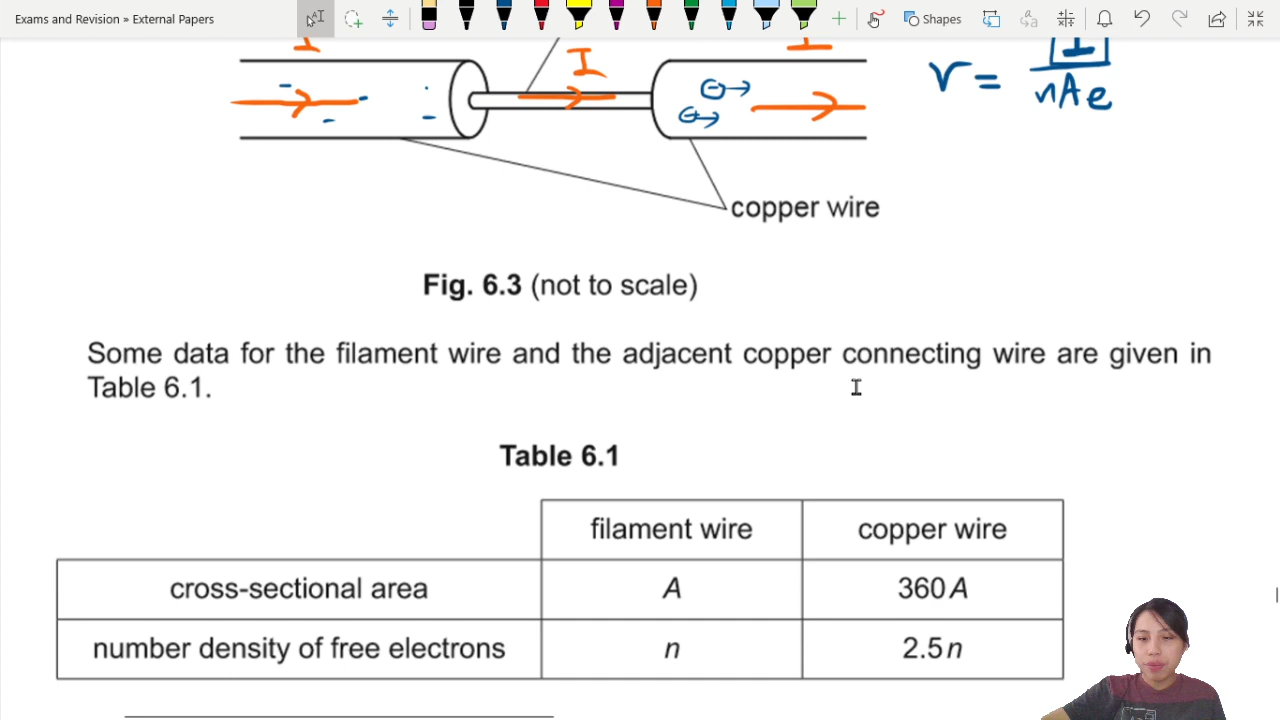 Exams and Revision » External Papers
Shapes
I
I
I
v = I / nAe
copper wire
Fig. 6.3 (not to scale)
Some data for the filament wire and the adjacent copper connecting wire are given in
Table 6.1.
Table 6.1
filament wire copper wire
cross-sectional area A 360A
number density of free electrons n 2.5n